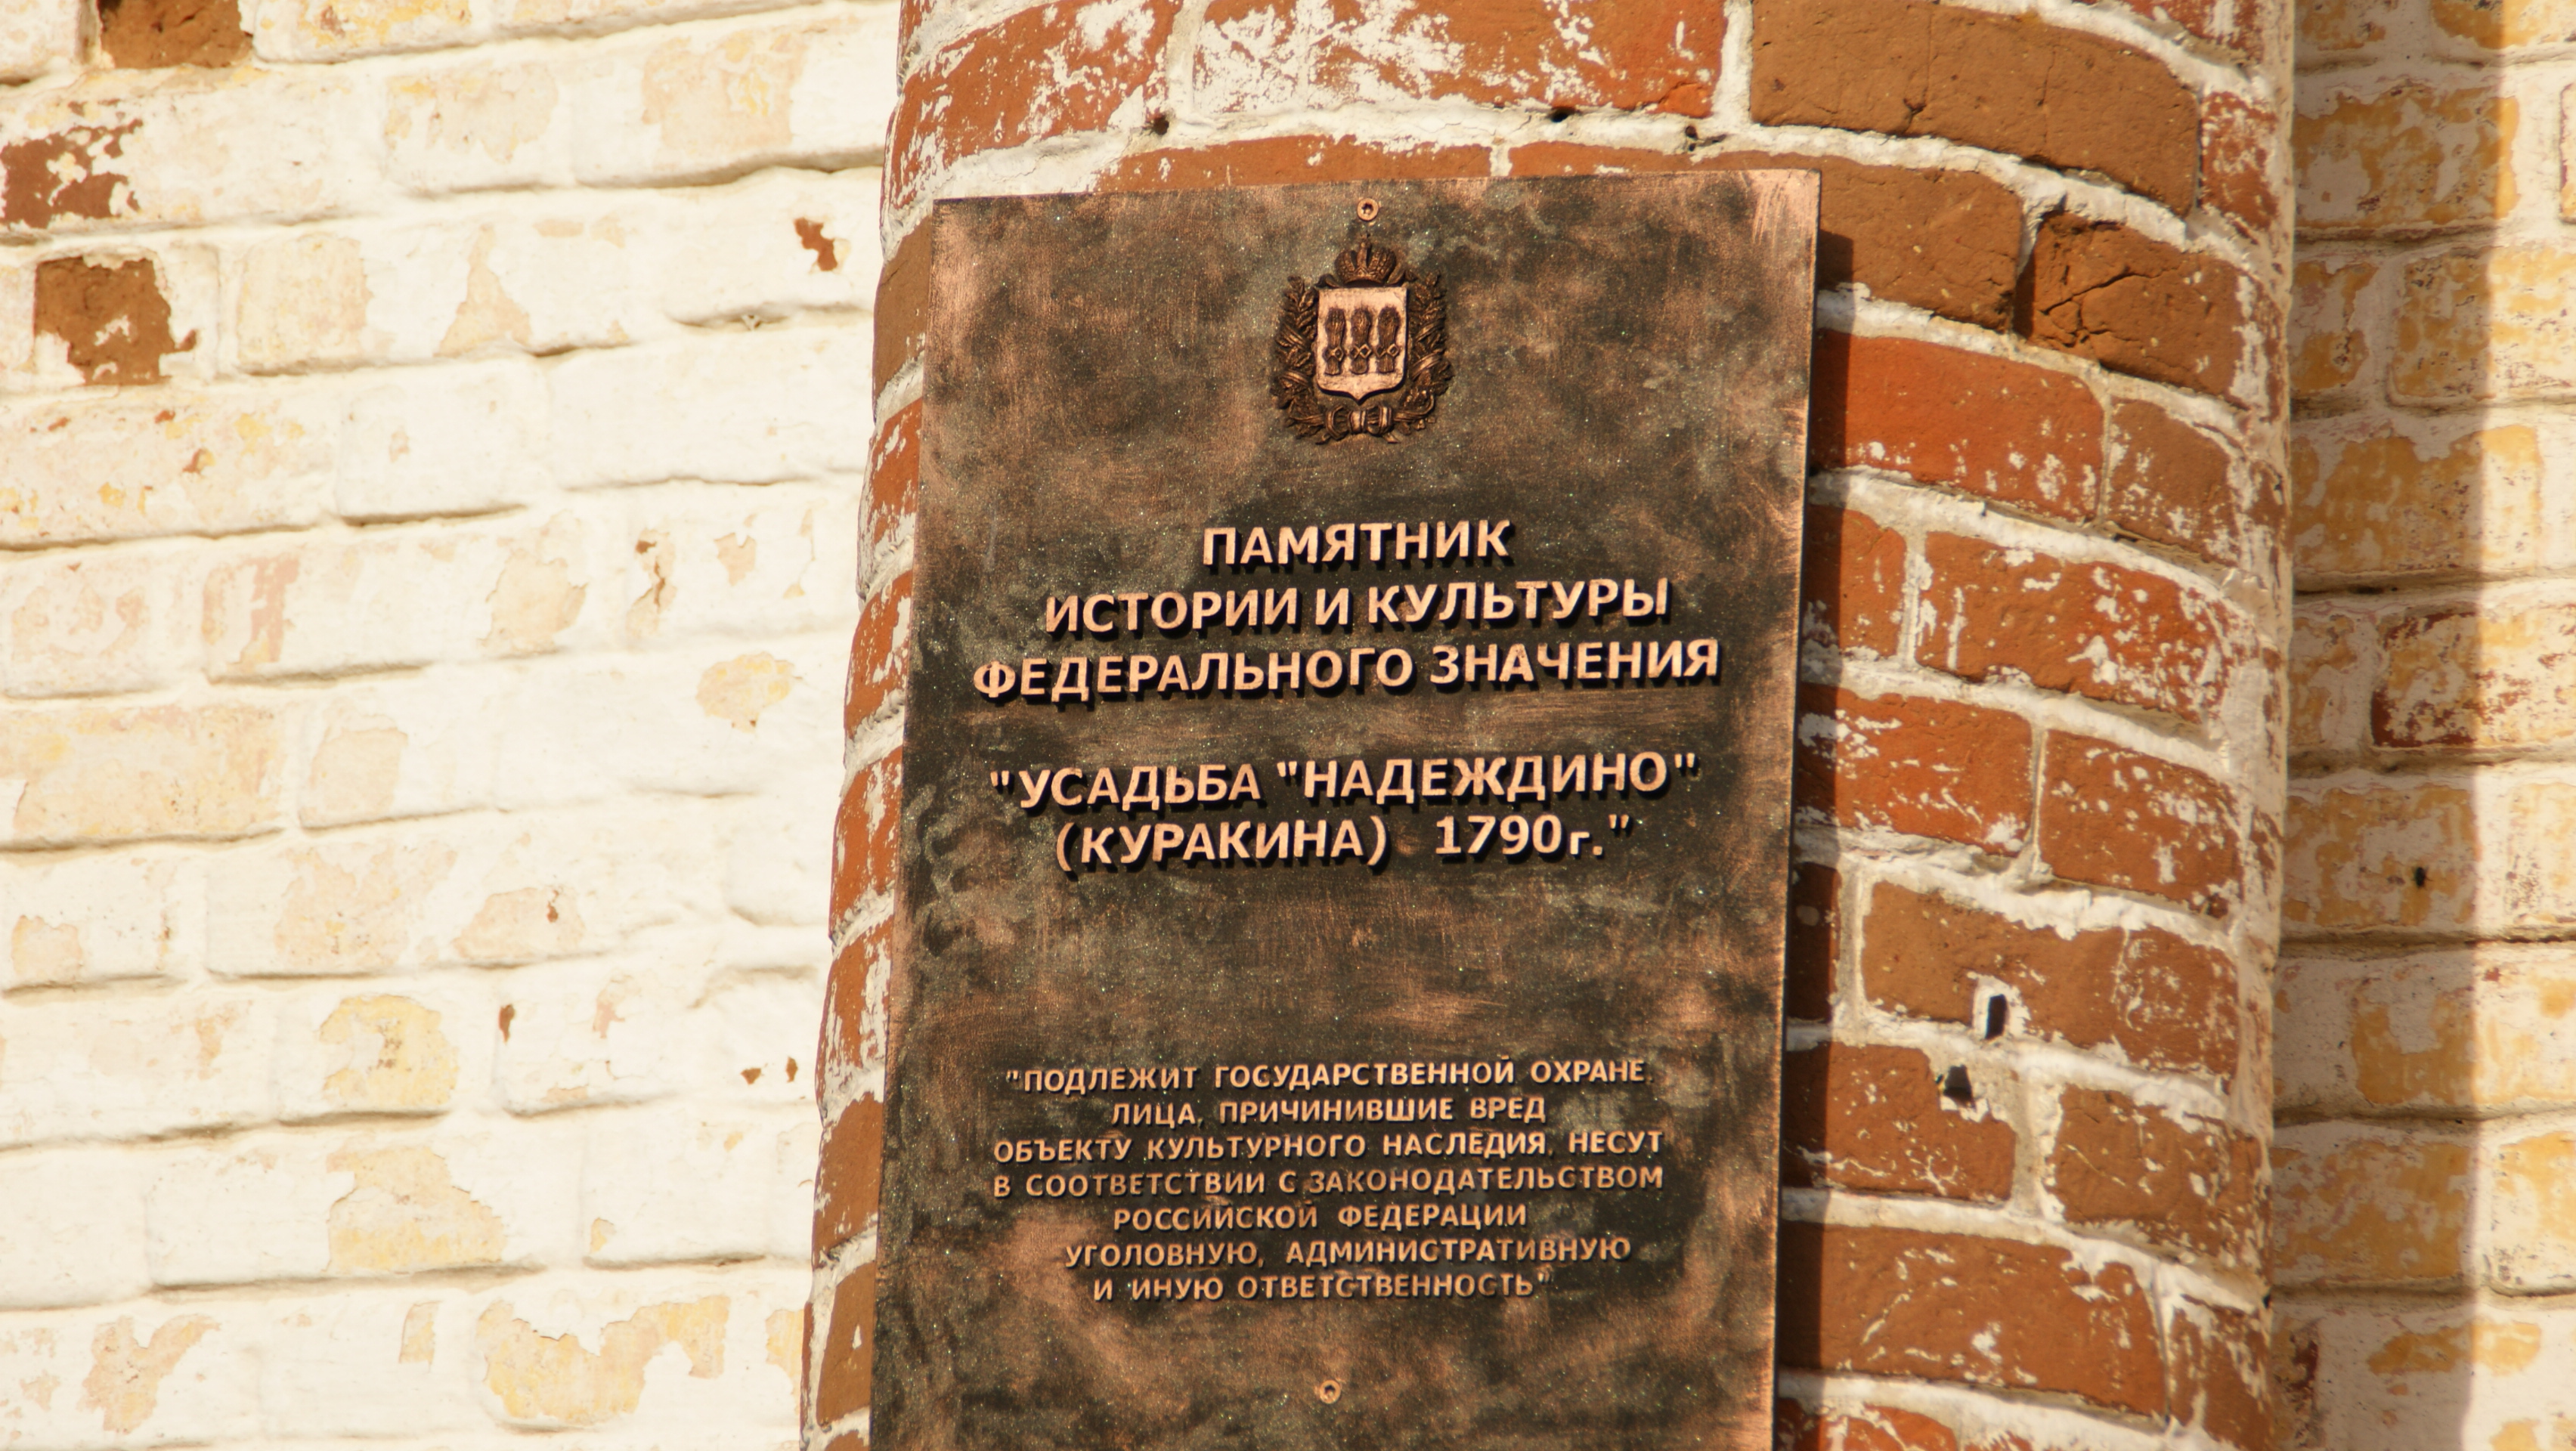 ПАМЯТНИК
ИСТОРИИ И КУЛЬТУРЫ
ФЕДЕРАЛЬНОГО ЗНАЧЕНИЯ
"УСАДЬБА "НАДЕЖДИНО"
(КУРАКИНА) 1790г."
"ПОДЛЕЖИТ ГОСУДАРСТВЕННОЙ ОХРАНЕ.
ЛИЦА, ПРИЧИНИВШИЕ ВРЕД
ОБЪЕКТУ КУЛЬТУРНОГО НАСЛЕДИЯ, НЕСУТ
В СООТВЕТСТВИИ С ЗАКОНОДАТЕЛЬСТВОМ
РОССИЙСКОЙ ФЕДЕРАЦИИ
УГОЛОВНУЮ, АДМИНИСТРАТИВНУЮ
И ИНУЮ ОТВЕТСТВЕННОСТЬ"